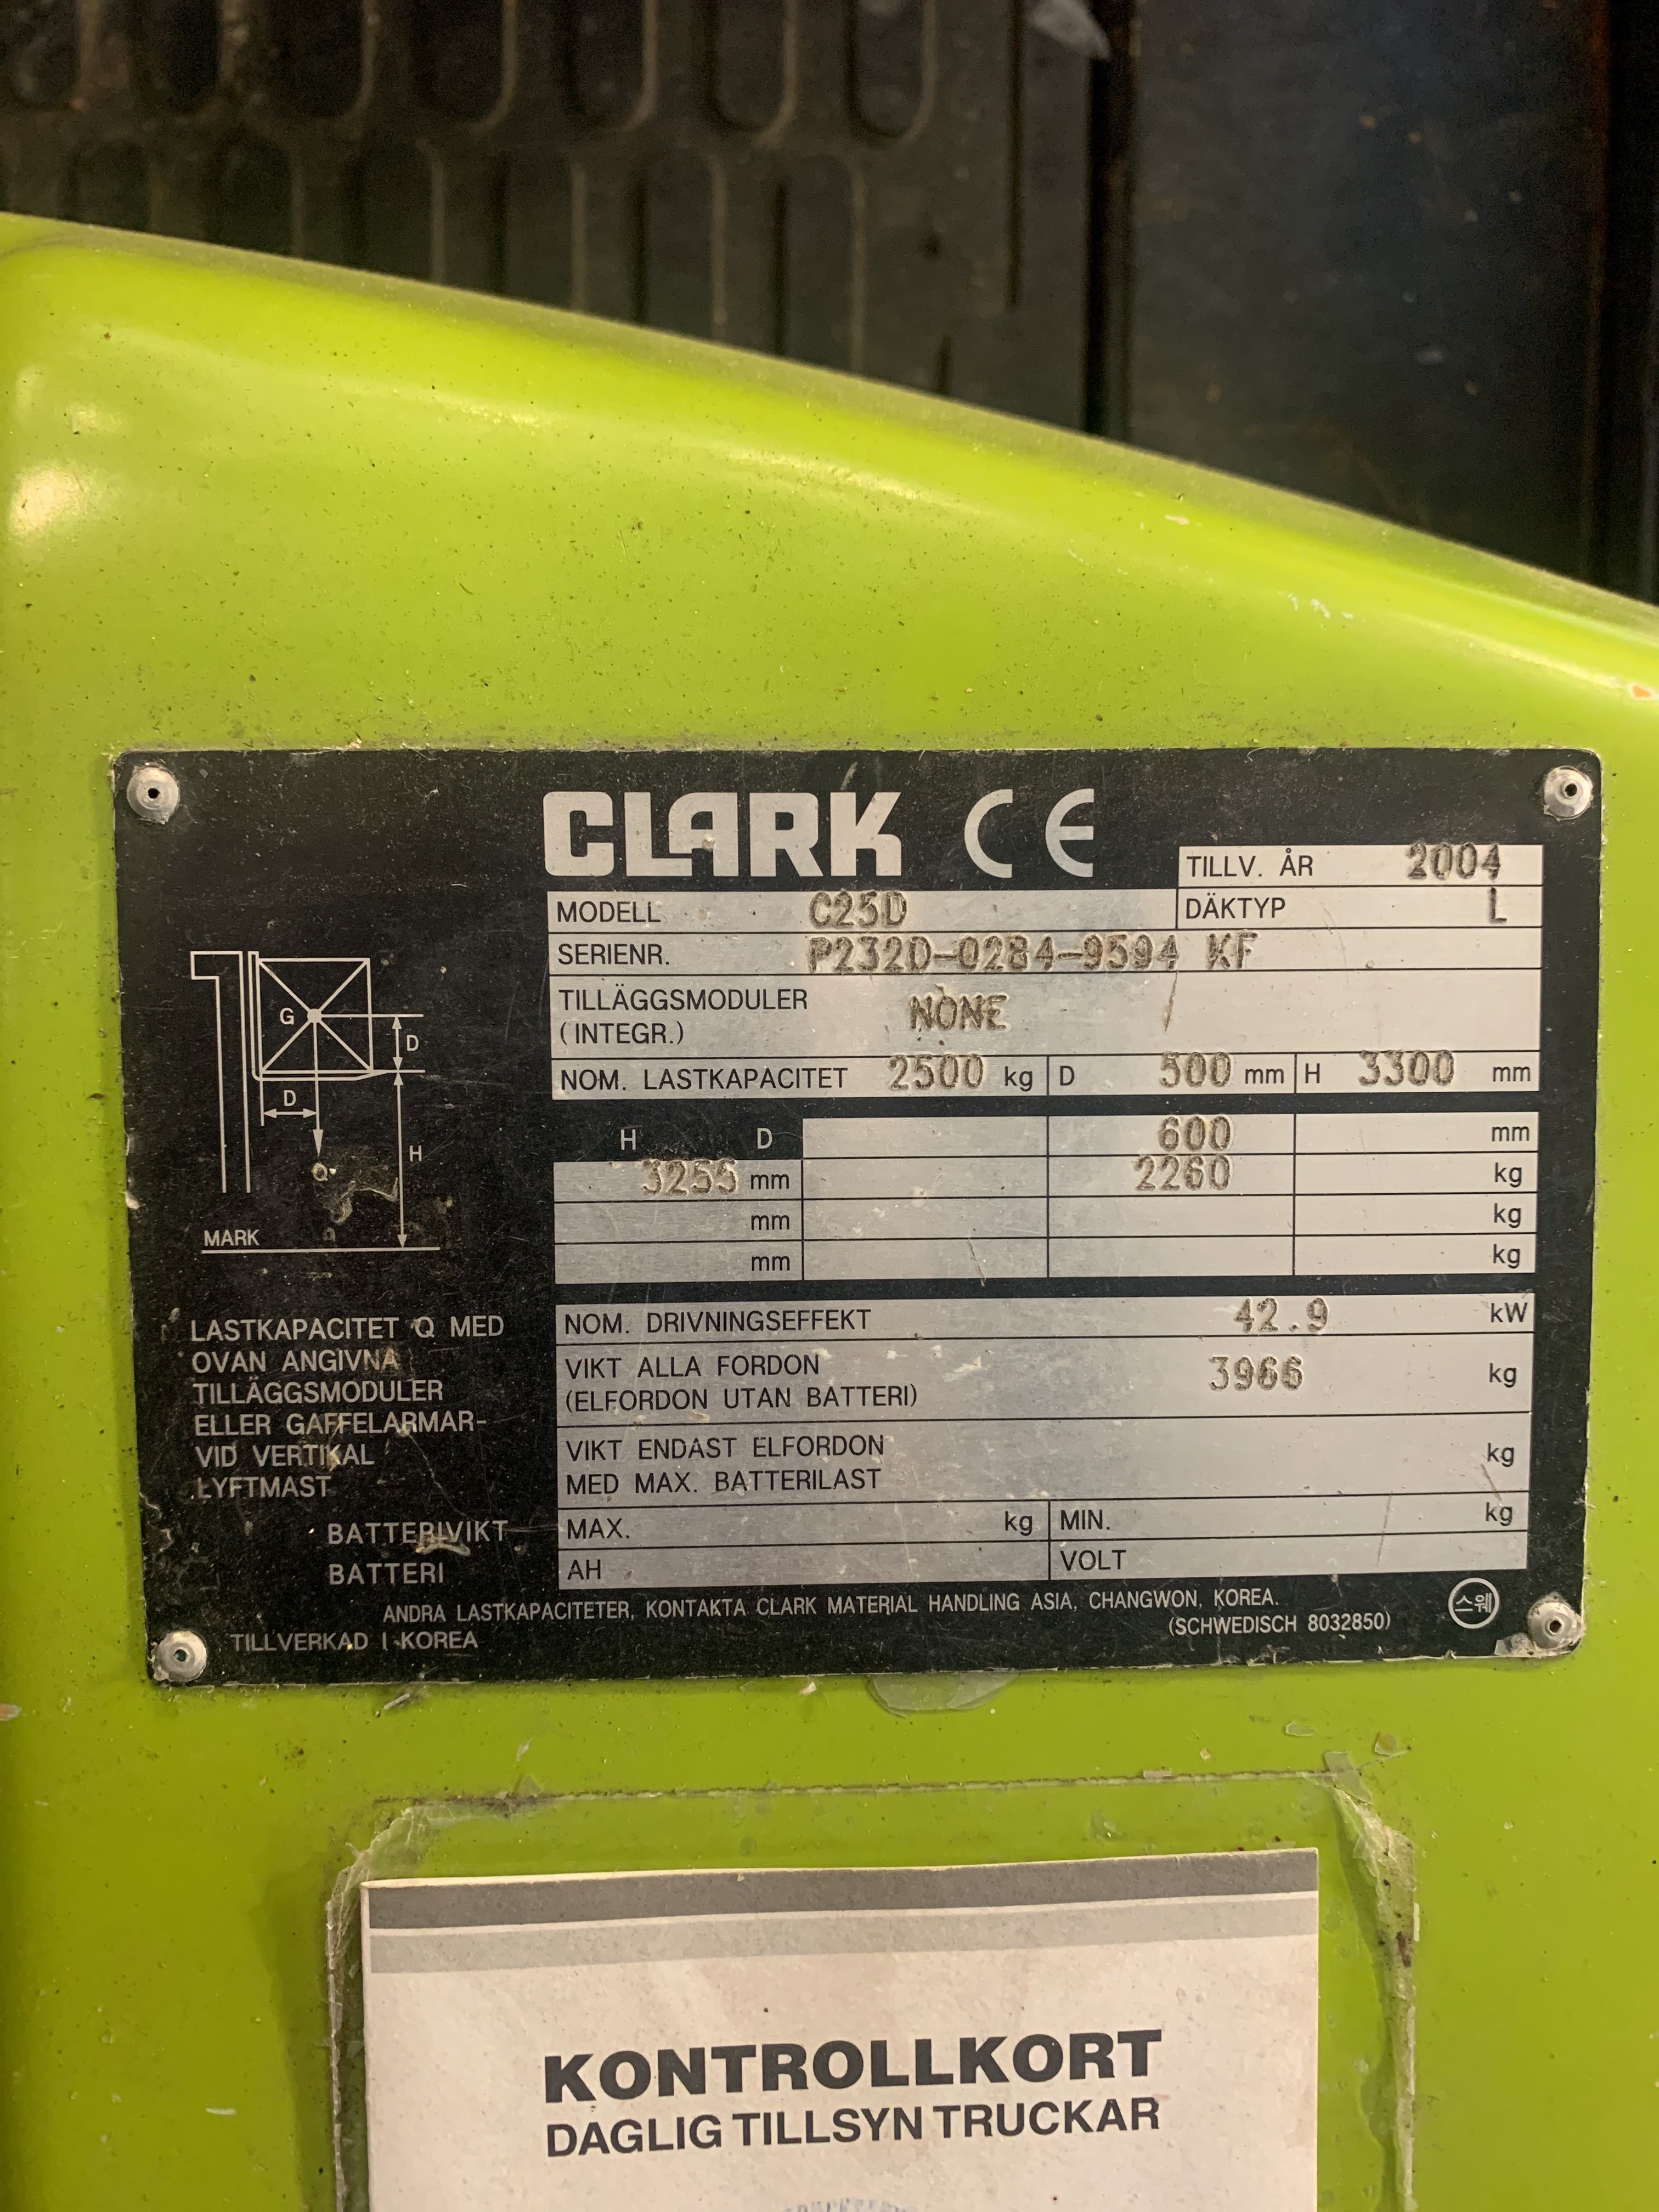 CLARK CE
TILLV. ÅR 2004
MODELL C25D DÄKTYP L
SERIENR. P232D-0284-9594 KF
TILLÄGGSMODULER NONE
(INTEGR.)
NOM. LASTKAPACITET 2500 kg D 500 mm H 3300 mm
H D 600 mm
3255 mm 2260 kg
mm kg
mm kg
G
D
D
H
Q
MARK
LASTKAPACITET Q MED
OVAN ANGIVNA
TILLÄGGSMODULER
ELLER GAFFELARMAR-
VID VERTIKAL
LYFTMAST
NOM. DRIVNINGSEFFEKT 42.9 kW
VIKT ALLA FORDON 3966 kg
(ELFORDON UTAN BATTERI)
VIKT ENDAST ELFORDON kg
MED MAX. BATTERILAST
BATTERIVIKT MAX. kg MIN. kg
BATTERI AH VOLT
ANDRA LASTKAPACITETER, KONTAKTA CLARK MATERIAL HANDLING ASIA, CHANGWON, KOREA.
(SCHWEDISCH 8032850)
스웨
TILLVERKAD I KOREA
KONTROLLKORT
DAGLIG TILLSYN TRUCKAR